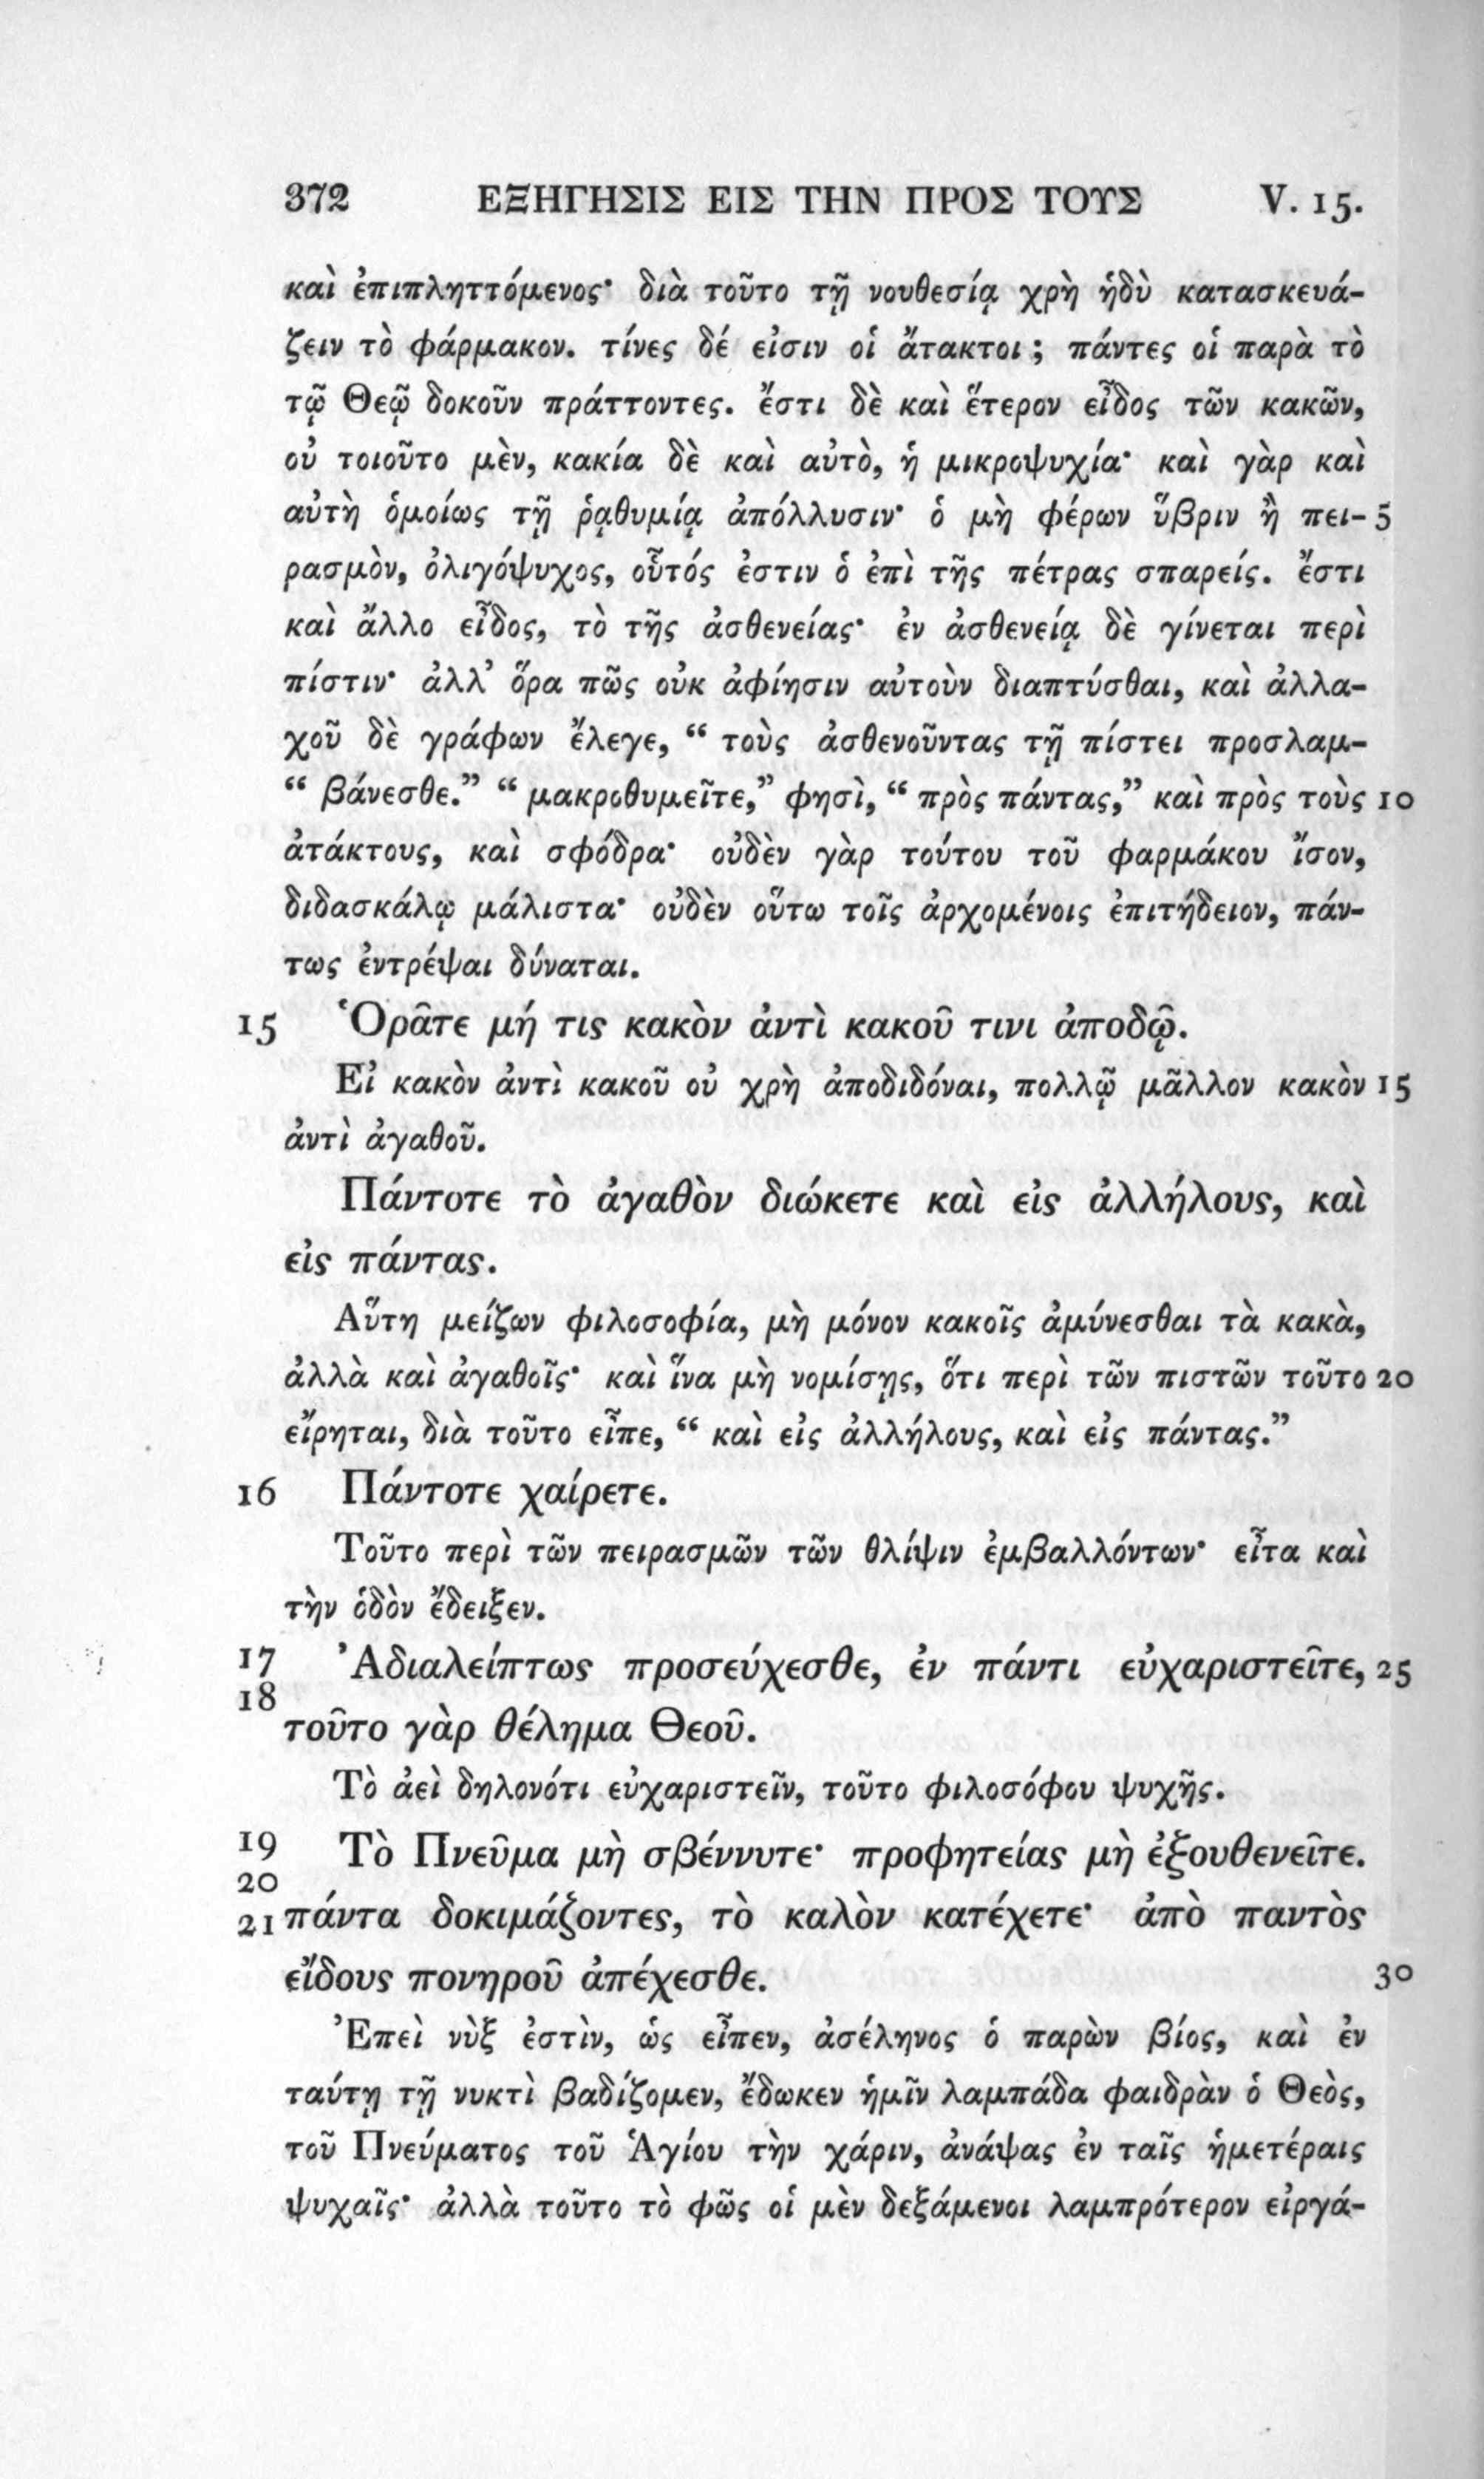 372 ΕΞΗΓΗΣΙΣ ΕΙΣ ΤΗΝ ΠΡΟΣ ΤΟΥΣ V. 15.
καὶ ἐπιπληττόμενος· διὰ τοῦτο τῇ νουθεσίᾳ χρὴ ἡδὺ κατασκευά-
ζειν τὸ φάρμακον. τίνες δέ εἰσιν οἱ ἄτακτοι; πάντες οἱ παρὰ τὸ
τῷ Θεῷ δοκοῦν πράττοντες. ἔστι δὲ καὶ ἕτερον εἶδος τῶν κακῶν,
οὐ τοιοῦτο μὲν, κακία δὲ καὶ αὐτὸ, ἡ μικροψυχία· καὶ γὰρ καὶ
αὐτὴ ὁμοίως τῇ ῥᾳθυμίᾳ ἀπόλλυσιν· ὁ μὴ φέρων ὕβριν ἢ πει- 5
ρασμὸν, ὀλιγόψυχος, οὗτός ἐστιν ὁ ἐπὶ τῆς πέτρας σπαρείς. ἔστι
καὶ ἄλλο εἶδος, τὸ τῆς ἀσθενείας· ἐν ἀσθενείᾳ δὲ γίνεται περὶ
πίστιν· ἀλλ’ ὅρα πῶς οὐκ ἀφίησιν αὐτοὺν διαπτύσθαι, καὶ ἀλλα-
χοῦ δὲ γράφων ἔλεγε, “ τοὺς ἀσθενοῦντας τῇ πίστει προσλαμ-
“ βάνεσθε.” “ μακροθυμεῖτε,” φησὶ, “ πρὸς πάντας,” καὶ πρὸς τοὺς 10
ἀτάκτους, καὶ σφόδρα· οὐδὲν γὰρ τούτου τοῦ φαρμάκου ἴσον,
διδασκάλῳ μάλιστα· οὐδὲν οὕτω τοῖς ἀρχομένοις ἐπιτήδειον, πάν-
τως ἐντρέψαι δύναται.
15 Ὁρᾶτε μή τις κακὸν ἀντὶ κακοῦ τινι ἀποδῷ.
Εἰ κακὸν ἀντὶ κακοῦ οὐ χρὴ ἀποδιδόναι, πολλῷ μᾶλλον κακὸν 15
ἀντὶ ἀγαθοῦ.
Πάντοτε τὸ ἀγαθὸν διώκετε καὶ εἰς ἀλλήλους, καὶ
εἰς πάντας.
Αὕτη μείζων φιλοσοφία, μὴ μόνον κακοῖς ἀμύνεσθαι τὰ κακὰ,
ἀλλὰ καὶ ἀγαθοῖς· καὶ ἵνα μὴ νομίσῃς, ὅτι περὶ τῶν πιστῶν τοῦτο 20
εἴρηται, διὰ τοῦτο εἶπε, “ καὶ εἰς ἀλλήλους, καὶ εἰς πάντας.”
16 Πάντοτε χαίρετε.
Τοῦτο περὶ τῶν πειρασμῶν τῶν θλίψιν ἐμβαλλόντων· εἶτα καὶ
τὴν ὁδὸν ἔδειξεν.
17 Ἀδιαλείπτως προσεύχεσθε, ἐν πάντι εὐχαριστεῖτε, 25
18 τοῦτο γὰρ θέλημα Θεοῦ.
Τὸ ἀεὶ δηλονότι εὐχαριστεῖν, τοῦτο φιλοσόφου ψυχῆς.
19 Τὸ Πνεῦμα μὴ σβέννυτε· προφητείας μὴ ἐξουθενεῖτε.
20
21 πάντα δοκιμάζοντες, τὸ καλὸν κατέχετε· ἀπὸ παντὸς
εἴδους πονηροῦ ἀπέχεσθε. 30
Ἐπεὶ νὺξ ἐστὶν, ὡς εἶπεν, ἀσέληνος ὁ παρὼν βίος, καὶ ἐν
ταύτῃ τῇ νυκτὶ βαδίζομεν, ἔδωκεν ἡμῖν λαμπάδα φαιδρὰν ὁ Θεὸς,
τοῦ Πνεύματος τοῦ Ἁγίου τὴν χάριν, ἀνάψας ἐν ταῖς ἡμετέραις
ψυχαῖς· ἀλλὰ τοῦτο τὸ φῶς οἱ μὲν δεξάμενοι λαμπρότερον εἰργά-